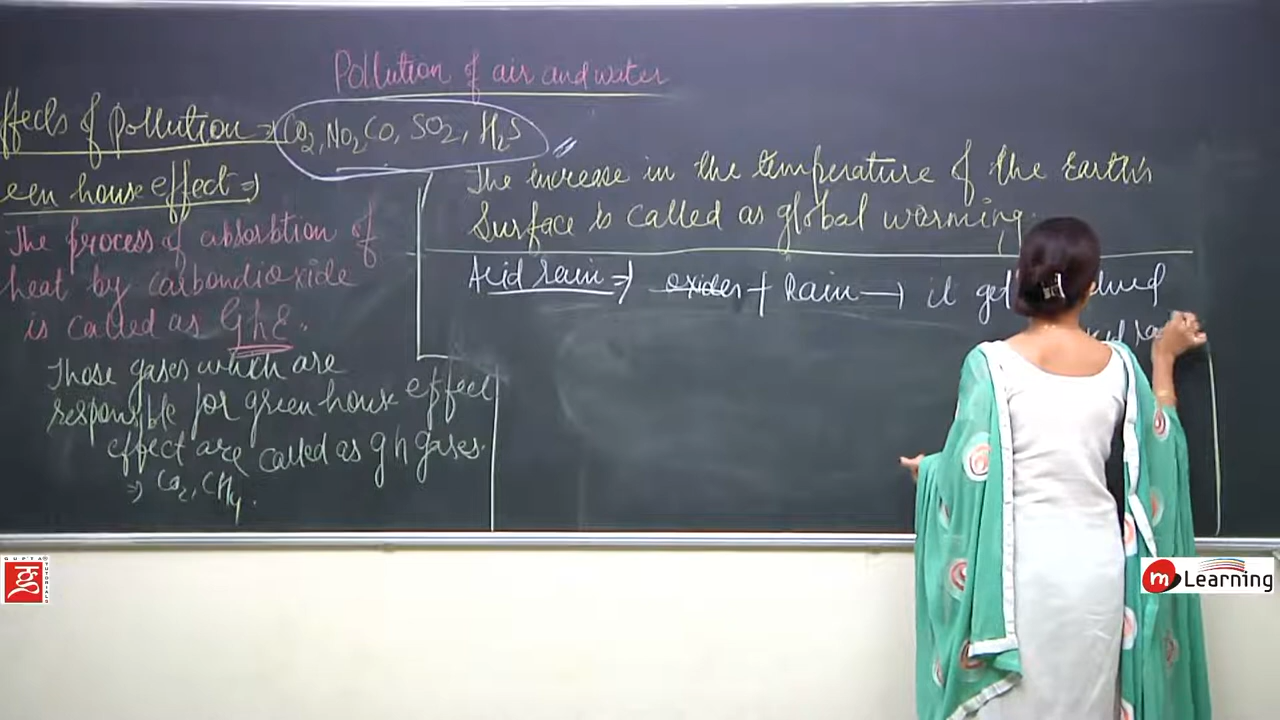 Pollution of air and water
ffects of pollution ⇒ CO2, NO2 CO, SO2, H2S
een house effect ⇒
The process of absorbtion of
heat by carbondioxide
is called as GhE.
Those gases which are
responsible for green house effect
effect are called as gh gases.
⇒ CO2, CH4.
The increase in the temperature of the Earth's
Surface is called as global warming.
Acid rain ⇒ oxides + Rain → it get
GUPTA TUTORIALS
m Learning